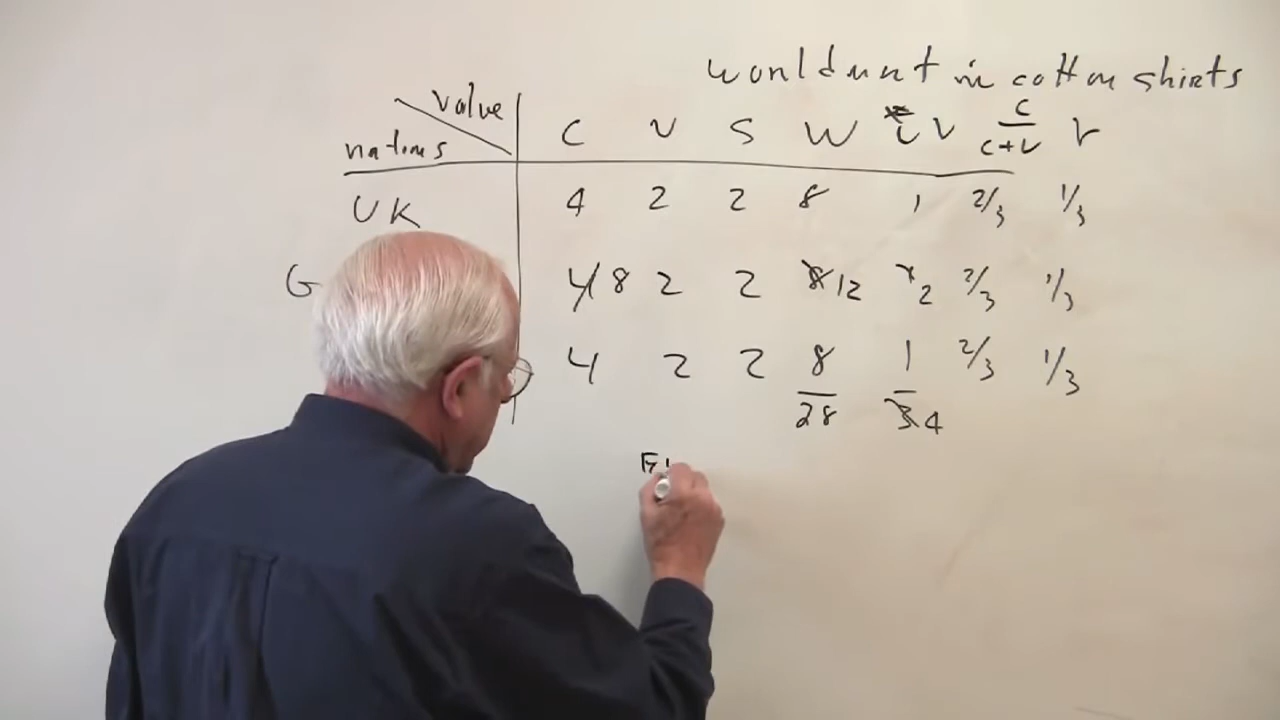 world mkt in cotton shirts
value
nations
C V S W U V C/C+V r
UK 4 2 2 8 1 2/3 1/3
G 4 8 2 2 8 12 1 2 2/3 1/3
4 2 2 8 1 2/3 1/3
28 3 4